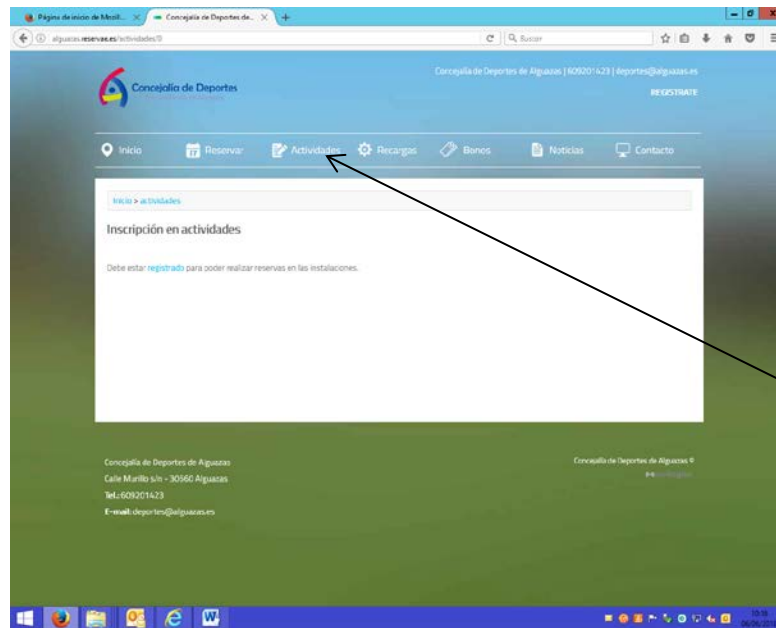 Página de inicio de Mozill...
Concejalía de Deportes de...
alguazas.reservae.es/actividades/0
Buscar
Concejalía de Deportes
Concejalía de Deportes de Alguazas | 609201423 | deportes@alguazas.es
REGISTRATE
Inicio
Reservar
Actividades
Recargas
Bonos
Noticias
Contacto
Inicio > actividades
Inscripción en actividades
Debe estar registrado para poder realizar reservas en las instalaciones.
Concejalía de Deportes de Alguazas
Calle Murillo s/n - 30560 Alguazas
Tel.: 609201423
E-mail: deportes@alguazas.es
Concejalía de Deportes de Alguazas ©